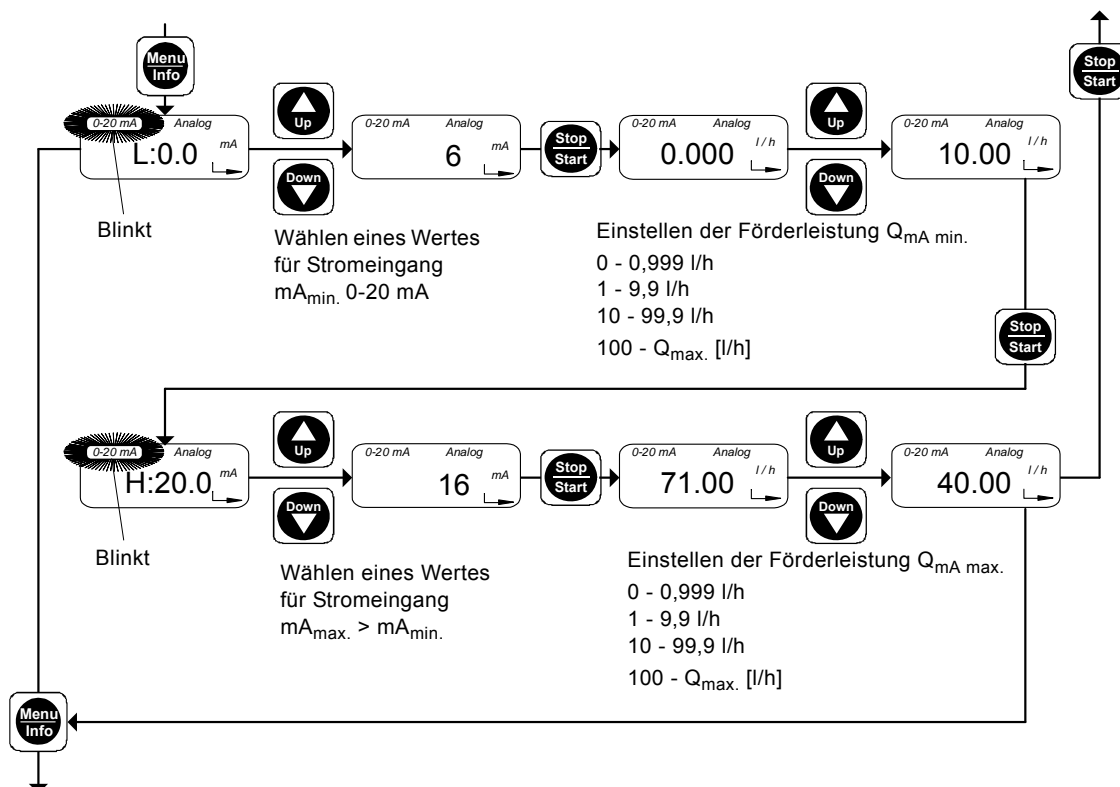 Menu
Info
Stop
Start
0-20 mA Analog
L:0.0 mA
Blinkt
Up
Down
Wählen eines Wertes
für Stromeingang
mAmin. 0-20 mA
0-20 mA Analog
6 mA
Stop
Start
0-20 mA Analog
0.000 l/h
Up
Down
Einstellen der Förderleistung QmA min.
0 - 0,999 l/h
1 - 9,9 l/h
10 - 99,9 l/h
100 - Qmax. [l/h]
0-20 mA Analog
10.00 l/h
Stop
Start
0-20 mA Analog
H:20.0 mA
Blinkt
Up
Down
Wählen eines Wertes
für Stromeingang
mAmax. > mAmin.
0-20 mA Analog
16 mA
Stop
Start
0-20 mA Analog
71.00 l/h
Up
Down
Einstellen der Förderleistung QmA max.
0 - 0,999 l/h
1 - 9,9 l/h
10 - 99,9 l/h
100 - Qmax. [l/h]
0-20 mA Analog
40.00 l/h
Menu
Info